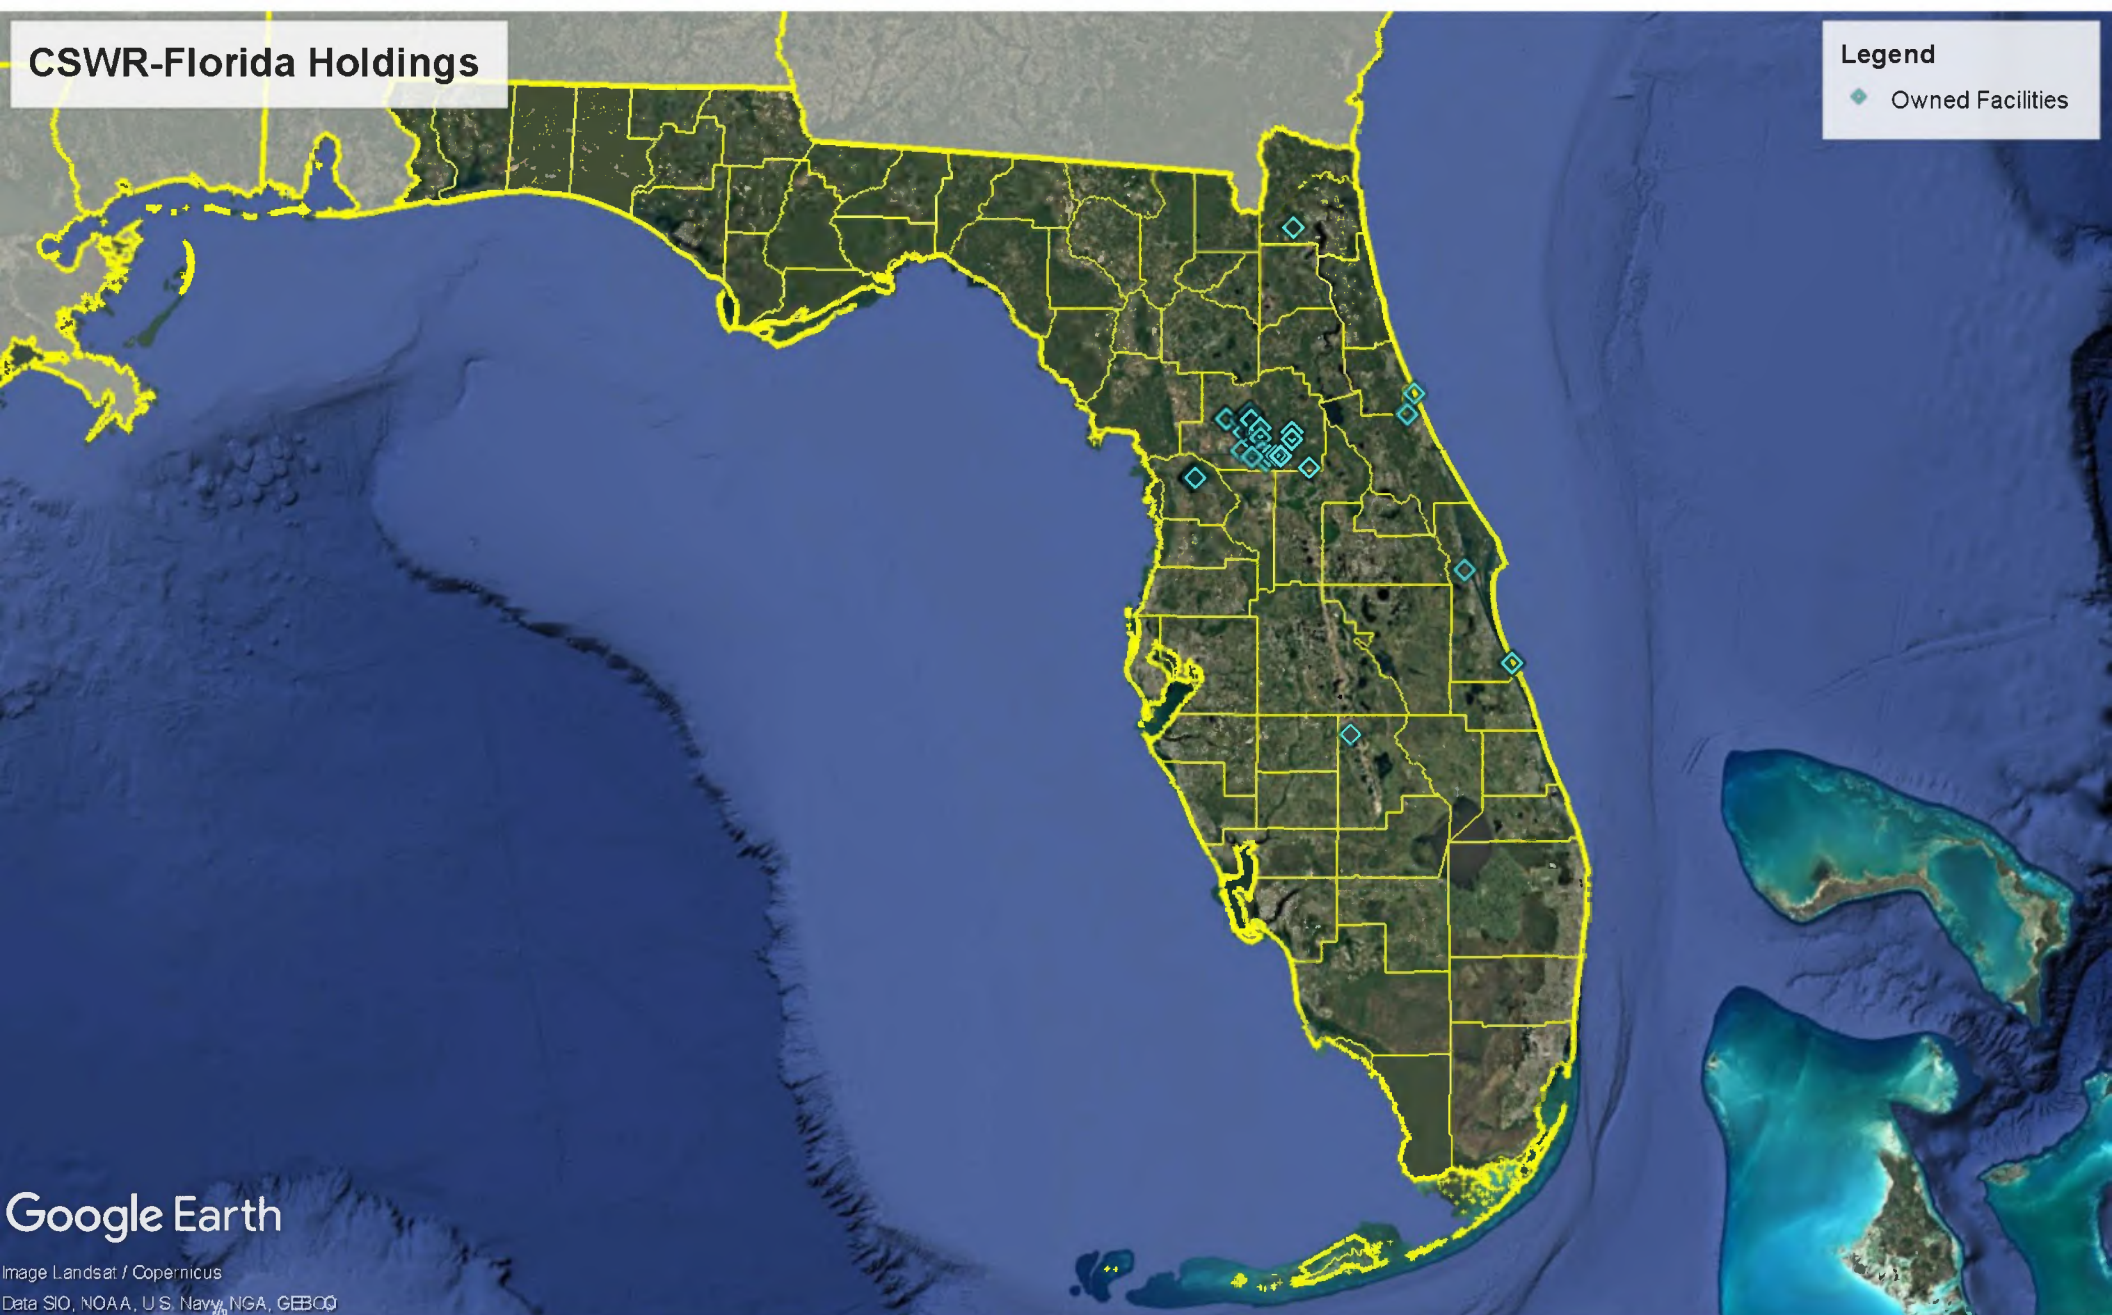 CSWR-Florida Holdings
Legend
Owned Facilities
Google Earth
Image Landsat / Copernicus
Data SIO, NOAA, U.S. Navy, NGA, GEBCO